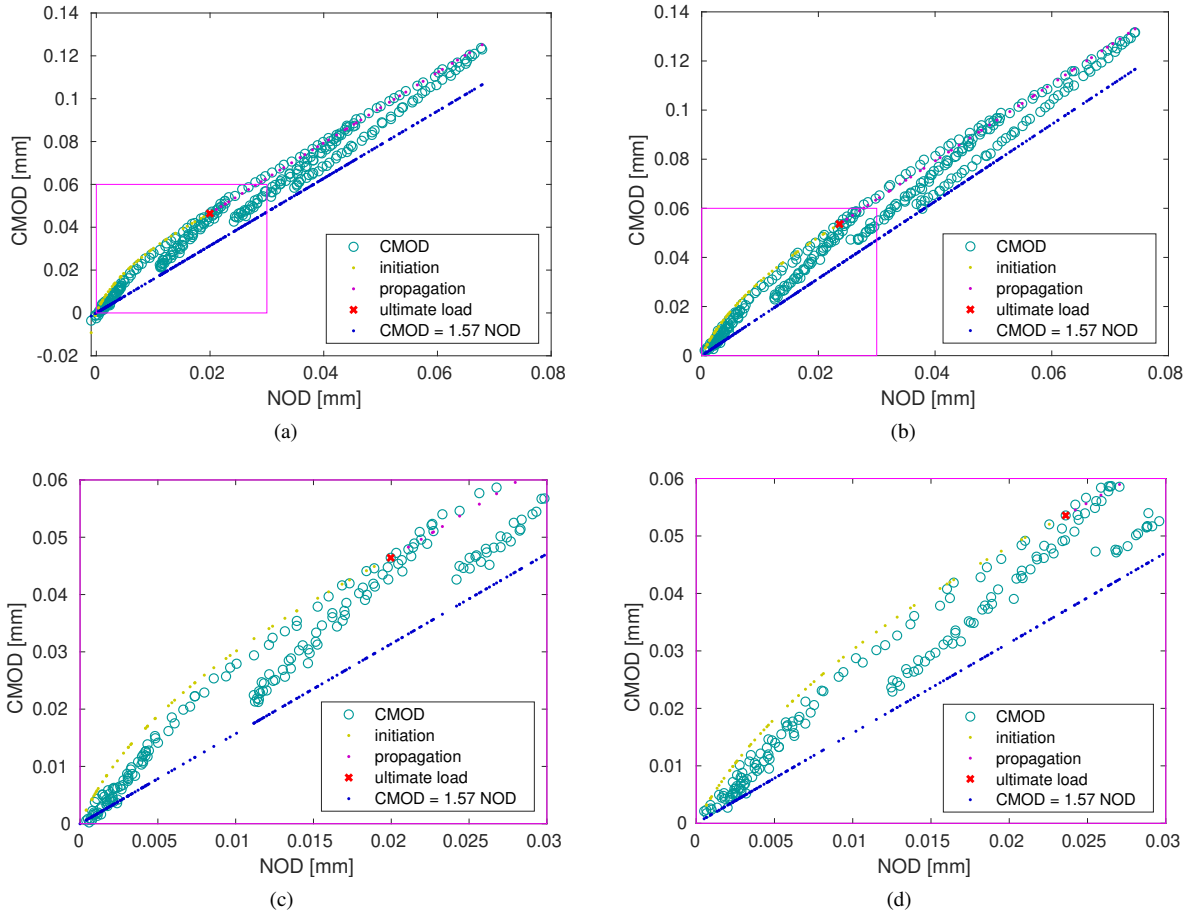 0.14
0.12
0.1
0.08
0.06
0.04
0.02
0
-0.02
CMOD [mm]
0
0.02
0.04
0.06
0.08
NOD [mm]
CMOD
initiation
propagation
ultimate load
CMOD = 1.57 NOD
(a)
0.14
0.12
0.1
0.08
0.06
0.04
0.02
0
CMOD [mm]
0
0.02
0.04
0.06
0.08
NOD [mm]
CMOD
initiation
propagation
ultimate load
CMOD = 1.57 NOD
(b)
0.06
0.05
0.04
0.03
0.02
0.01
0
CMOD [mm]
0
0.005
0.01
0.015
0.02
0.025
0.03
NOD [mm]
CMOD
initiation
propagation
ultimate load
CMOD = 1.57 NOD
(c)
0.06
0.05
0.04
0.03
0.02
0.01
0
CMOD [mm]
0
0.005
0.01
0.015
0.02
0.025
0.03
NOD [mm]
CMOD
initiation
propagation
ultimate load
CMOD = 1.57 NOD
(d)